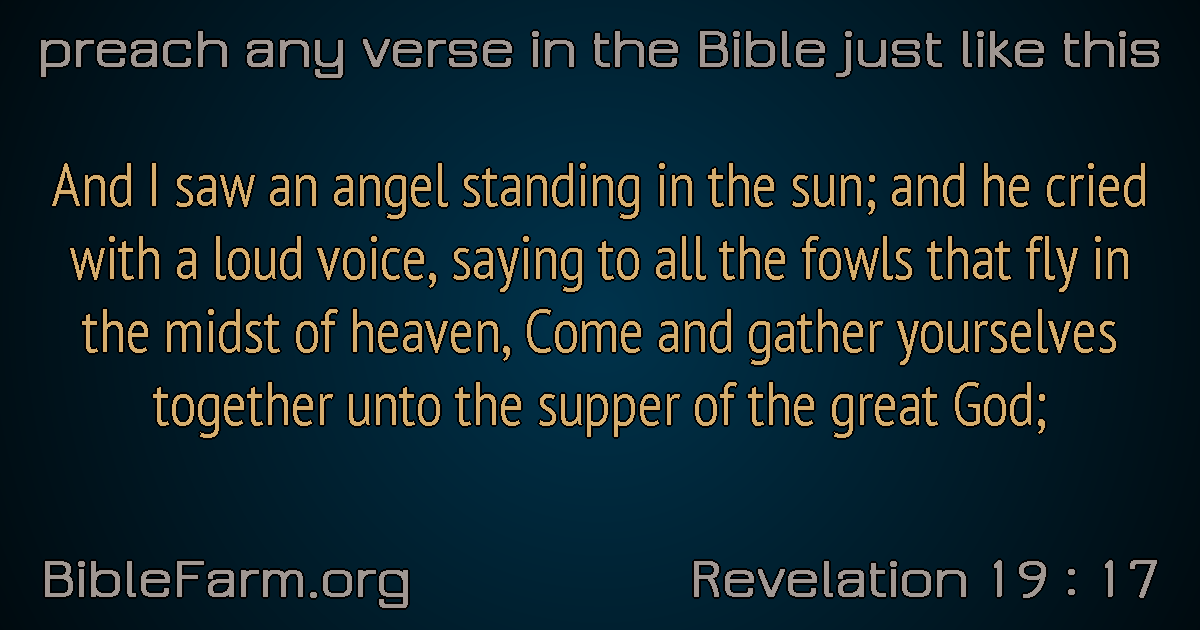 preach any verse in the Bible just like this
And I saw an angel standing in the sun; and he cried
with a loud voice, saying to all the fowls that fly in
the midst of heaven, Come and gather yourselves
together unto the supper of the great God;
BibleFarm.org
Revelation 19 : 17